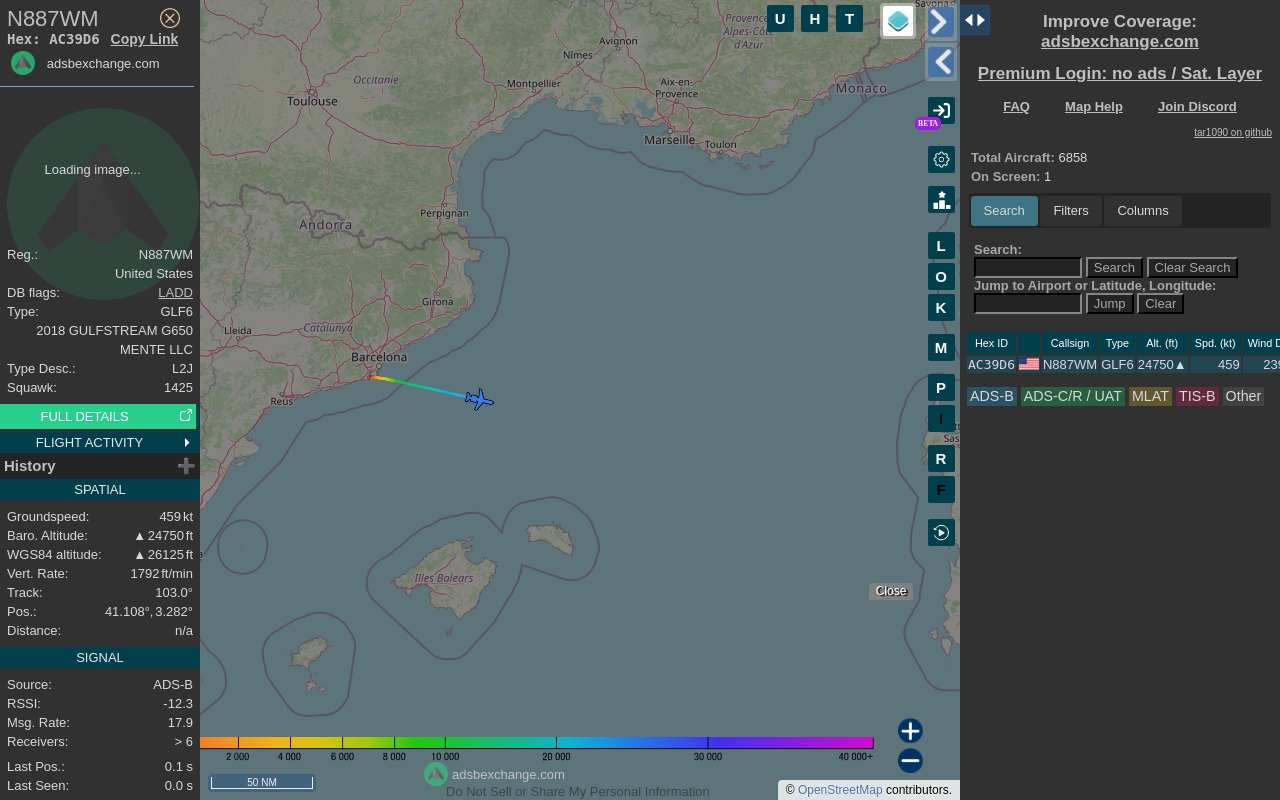 N887WM
Hex: AC39D6 Copy Link
adsbexchange.com
Loading image...
Reg.: N887WM
United States
DB flags: LADD
Type: GLF6
2018 GULFSTREAM G650
MENTE LLC
Type Desc.: L2J
Squawk: 1425
FULL DETAILS
FLIGHT ACTIVITY
History
SPATIAL
Groundspeed: 459 kt
Baro. Altitude: ▲ 24750 ft
WGS84 altitude: ▲ 26125 ft
Vert. Rate: 1792 ft/min
Track: 103.0°
Pos.: 41.108°, 3.282°
Distance: n/a
SIGNAL
Source: ADS-B
RSSI: -12.3
Msg. Rate: 17.9
Receivers: > 6
Last Pos.: 0.1 s
Last Seen: 0.0 s
U H T
L
O
K
M
P
I
R
F
BETA
Savona
Provence-
Alpes-Côte
d'Azur
Avignon
Nîmes
Occitanie
Montpellier
Aix-en-
Provence
Monaco
Toulouse
Marseille
Toulon
Perpignan
Andorra
Girona
Catalunya
Lleida
Barcelona
Reus
Sas
Illes Balears
Close
2 000 4 000 6 000 8 000 10 000 20 000 30 000 40 000+
50 NM
adsbexchange.com
Do Not Sell or Share My Personal Information
© OpenStreetMap contributors.
Improve Coverage:
adsbexchange.com
Premium Login: no ads / Sat. Layer
FAQ Map Help Join Discord
tar1090 on github
Total Aircraft: 6858
On Screen: 1
Search Filters Columns
Search:
Search Clear Search
Jump to Airport or Latitude, Longitude:
Jump Clear
Hex ID Callsign Type Alt. (ft) Spd. (kt) Wind D
AC39D6 N887WM GLF6 24750▲ 459 239
ADS-B ADS-C/R / UAT MLAT TIS-B Other